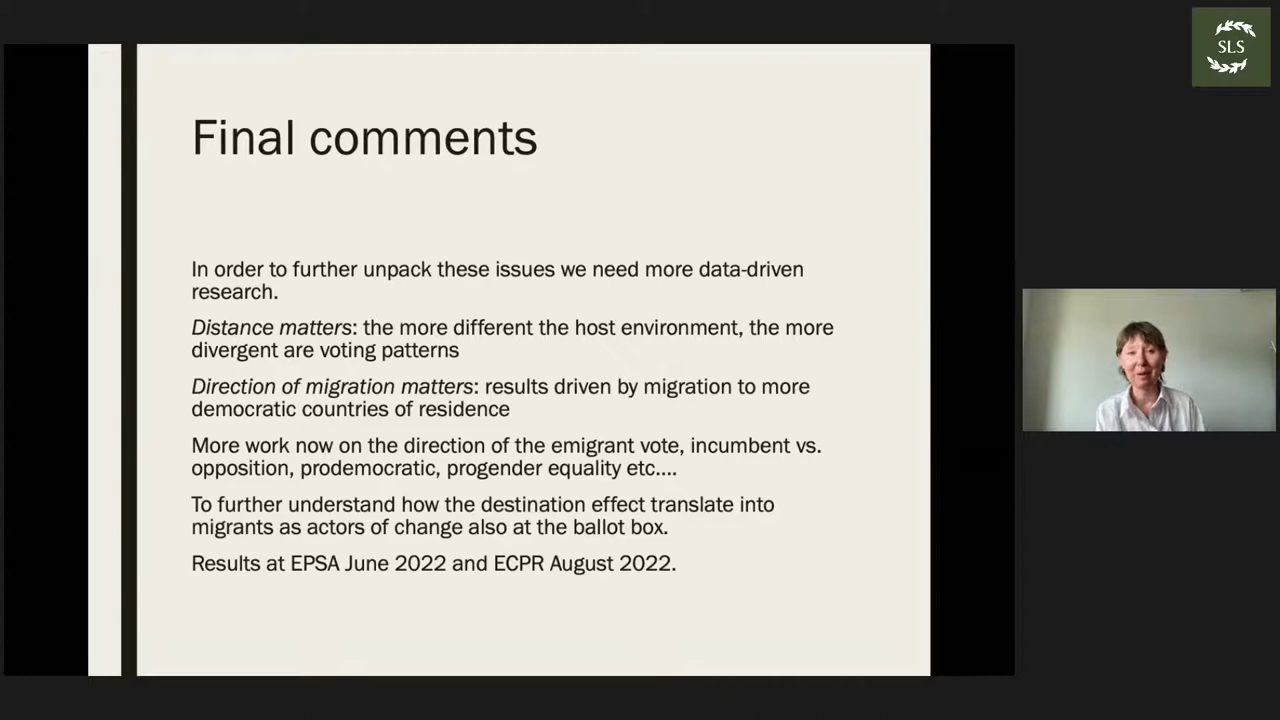 SLS
Final comments
In order to further unpack these issues we need more data-driven
research.
Distance matters: the more different the host environment, the more
divergent are voting patterns
Direction of migration matters: results driven by migration to more
democratic countries of residence
More work now on the direction of the emigrant vote, incumbent vs.
opposition, prodemocratic, progender equality etc....
To further understand how the destination effect translate into
migrants as actors of change also at the ballot box.
Results at EPSA June 2022 and ECPR August 2022.